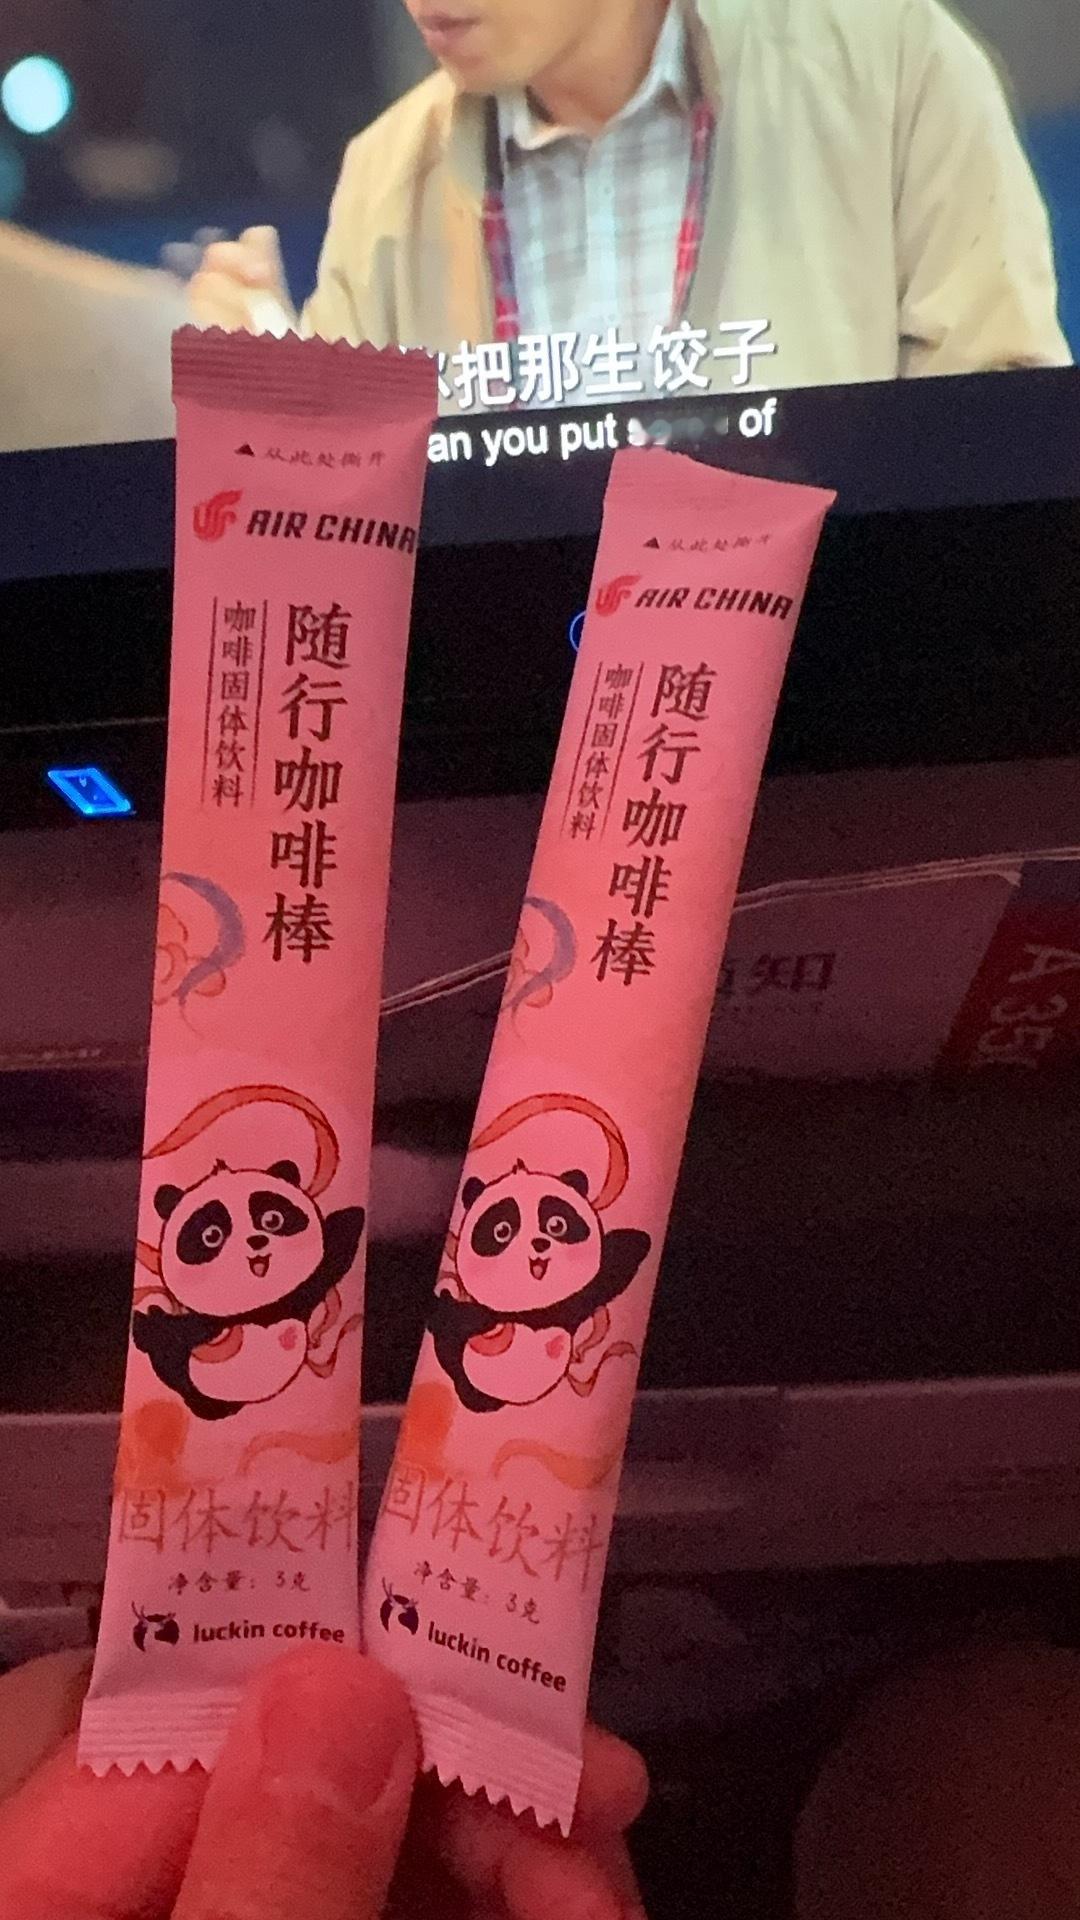 把那生饺子
an you put some of
▲从此处撕开
AIR CHINA
随行咖啡棒
咖啡固体饮料
固体饮料
净含量：3克
luckin coffee
▲从此处撕开
AIR CHINA
随行咖啡棒
咖啡固体饮料
固体饮料
净含量：3克
luckin coffee
知
A35